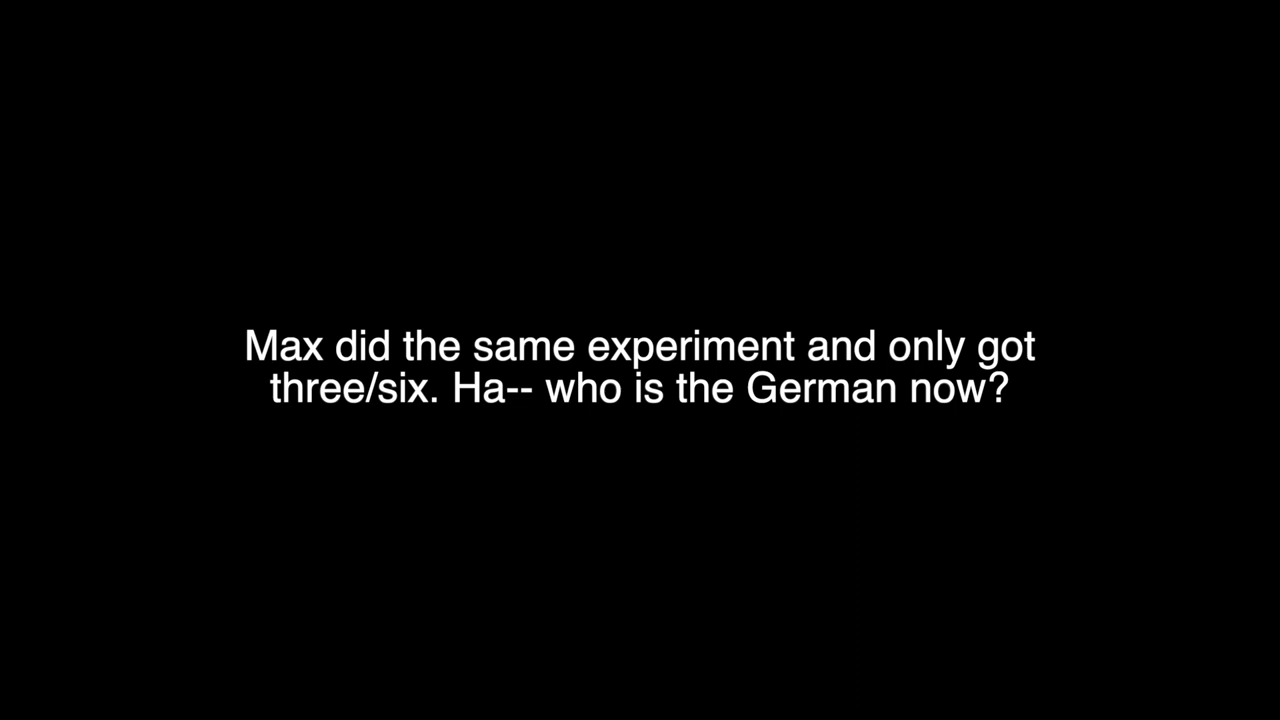 Max did the same experiment and only got
three/six. Ha-- who is the German now?